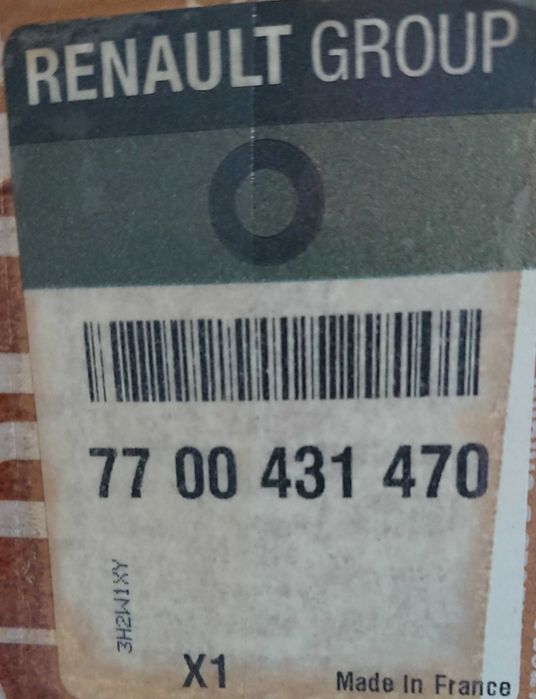 RENAULT GROUP
77 00 431 470
3H2W1XY
X1
Made In France